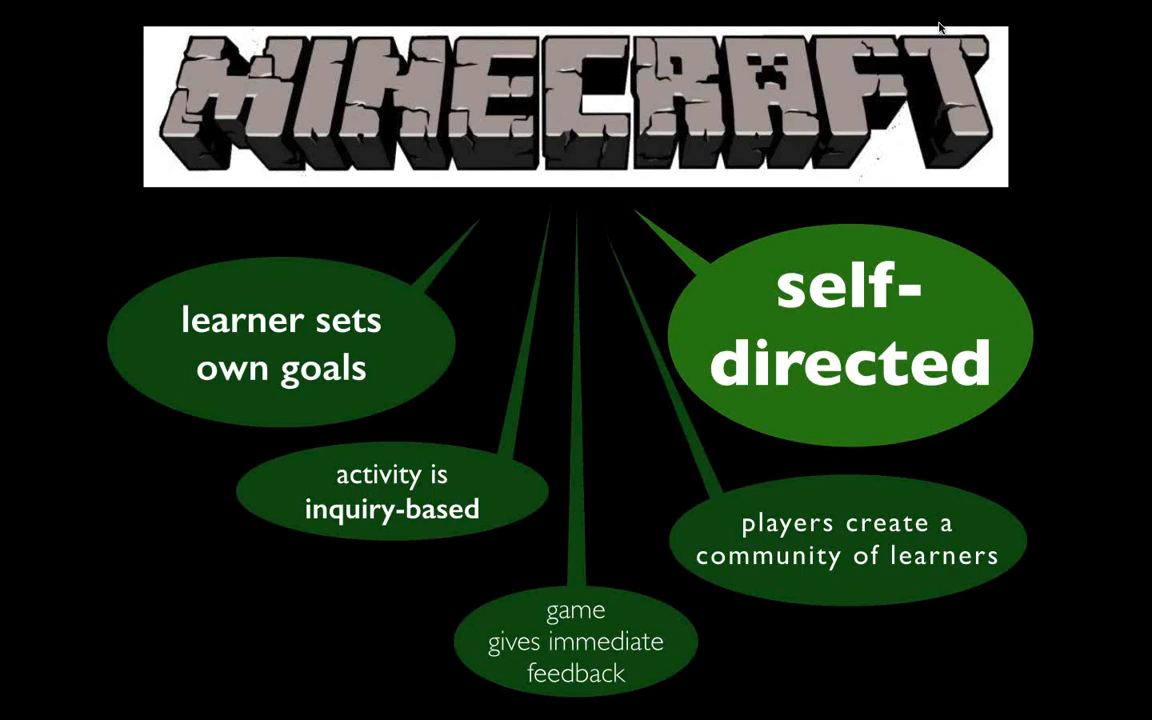 MINECRAFT
learner sets
own goals
self-
directed
activity is
inquiry-based
players create a
community of learners
game
gives immediate
feedback